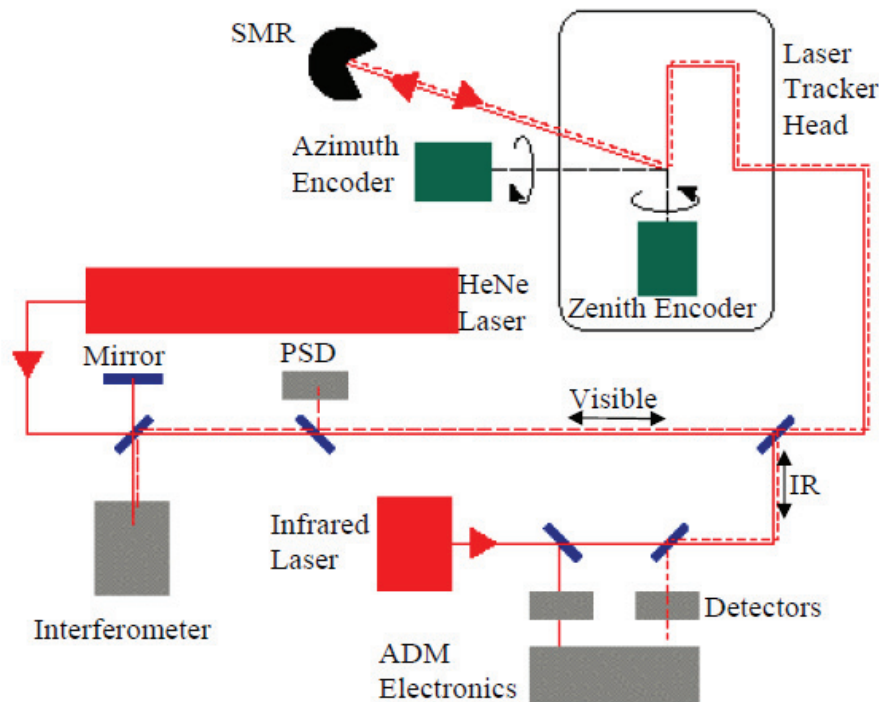 SMR
Laser
Tracker
Head
Azimuth
Encoder
Zenith Encoder
HeNe
Laser
Mirror
PSD
Visible
IR
Infrared
Laser
Detectors
Interferometer
ADM
Electronics